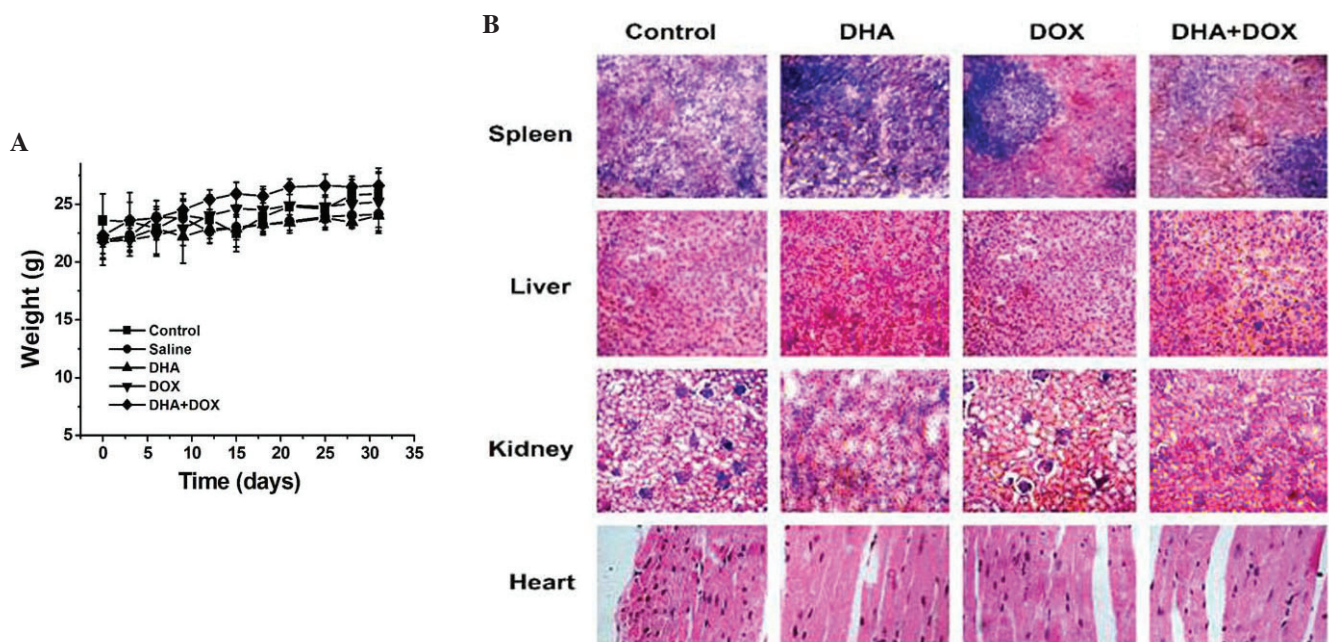 A
Weight (g)
25
20
15
10
5
Control
Saline
DHA
DOX
DHA+DOX
0 5 10 15 20 25 30 35
Time (days)
B
Control DHA DOX DHA+DOX
Spleen
Liver
Kidney
Heart